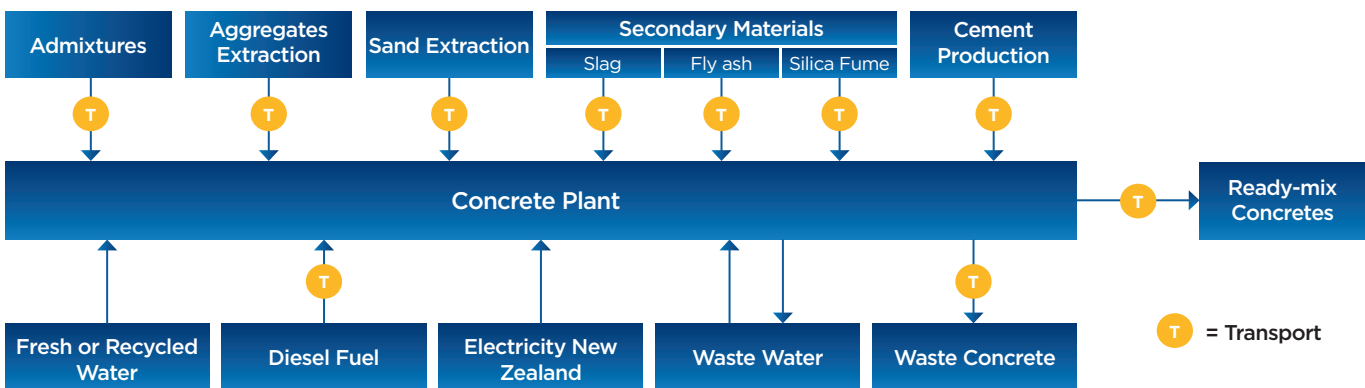 Admixtures
Aggregates
Extraction
Sand Extraction
Secondary Materials
Slag
Fly ash
Silica Fume
Cement
Production
T
T
T
T
T
T
T
Concrete Plant
T
Ready-mix
Concretes
T
T
Fresh or Recycled
Water
Diesel Fuel
Electricity New
Zealand
Waste Water
Waste Concrete
T = Transport